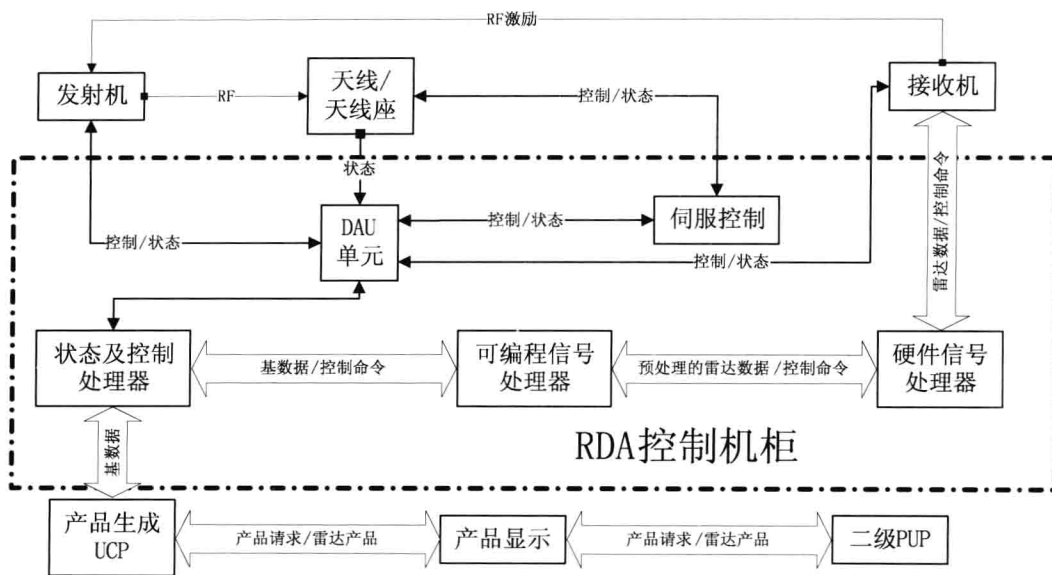 RF激励
发射机
RF
天线/
天线座
控制/状态
接收机
状态
雷达数据/控制命令
DAU
单元
控制/状态
伺服控制
控制/状态
控制/状态
状态及控制
处理器
基数据/控制命令
可编程信号
处理器
预处理的雷达数据/控制命令
硬件信号
处理器
RDA控制机柜
基数据
产品生成
UCP
产品请求/雷达产品
产品显示
产品请求/雷达产品
二级PUP